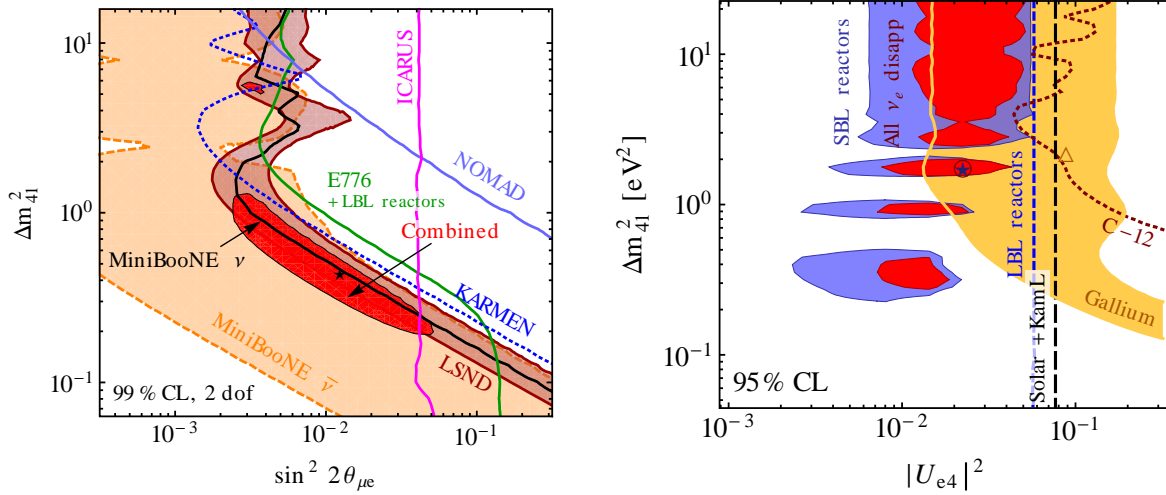 10¹
10⁰
10⁻¹
Δm²₄₁
ICARUS
NOMAD
E776
+ LBL reactors
Combined
MiniBooNE ν
KARMEN
MiniBooNE ν̅
LSND
99 % CL, 2 dof
10⁻³
10⁻²
10⁻¹
sin² 2θμe
10¹
10⁰
10⁻¹
Δm²₄₁ [eV²]
SBL reactors
All νe disapp
LBL reactors
Solar + KamL
C-12
Gallium
95 % CL
10⁻³
10⁻²
10⁻¹
|Ue4|²